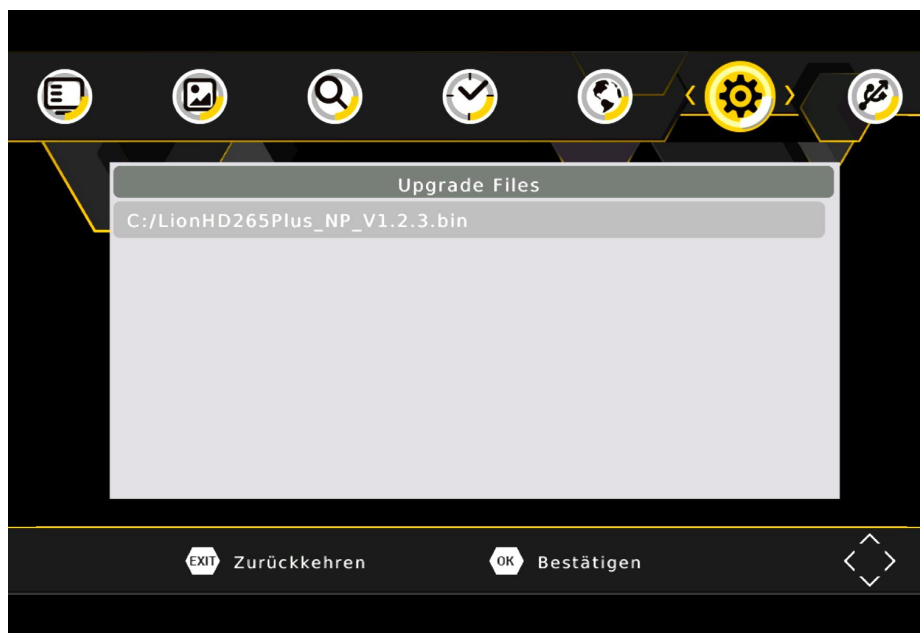 Upgrade Files
C:/LionHD265Plus_NP_V1.2.3.bin
EXIT Zurückkehren
OK Bestätigen